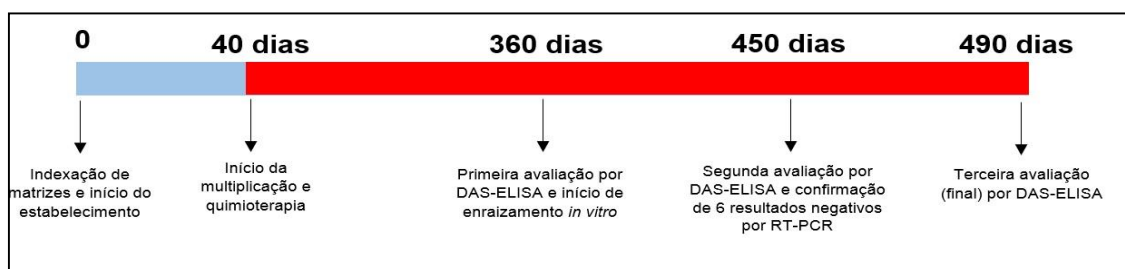 0
40 dias
360 dias
450 dias
490 dias
Indexação de
matrizes e início do
estabelecimento
Início da
multiplicação e
quimioterapia
Primeira avaliação por
DAS-ELISA e início de
enraizamento in vitro
Segunda avaliação por
DAS-ELISA e confirmação
de 6 resultados negativos
por RT-PCR
Terceira avaliação
(final) por DAS-ELISA